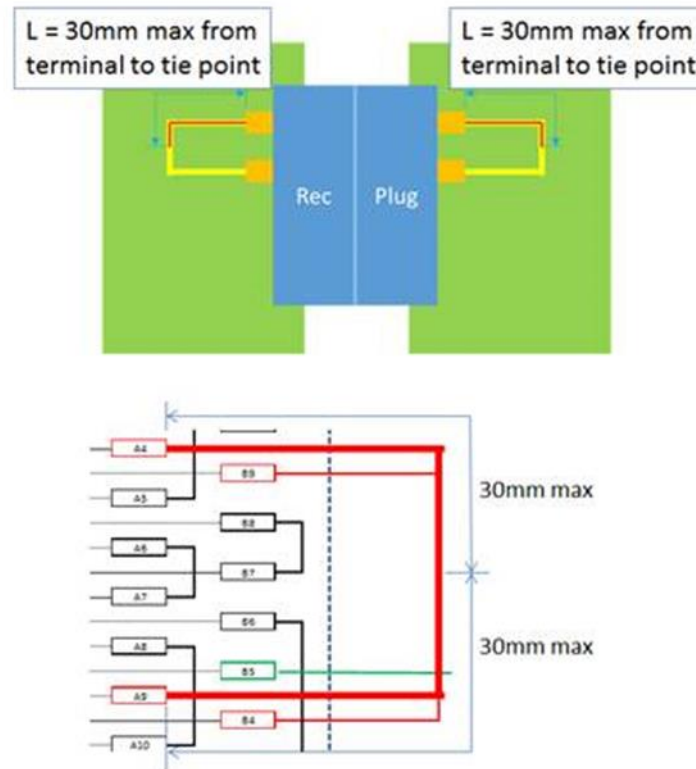 L = 30mm max from
terminal to tie point
L = 30mm max from
terminal to tie point
Rec
Plug
A4
B9
A5
B8
A6
B7
A7
B6
A8
B5
A9
B4
A10
30mm max
30mm max